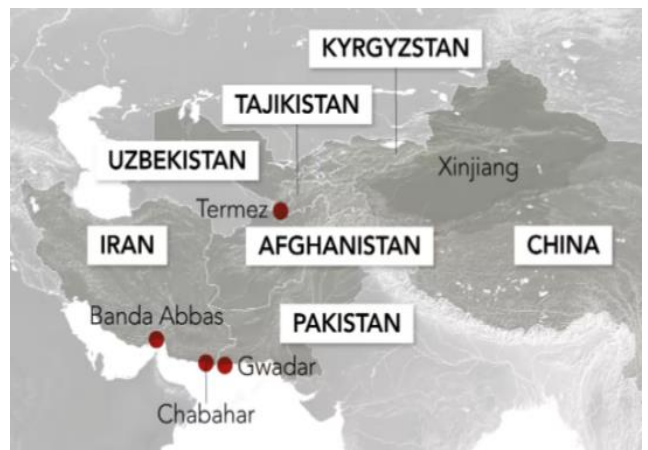 KYRGYZSTAN
TAJIKISTAN
UZBEKISTAN
Xinjiang
Termez
IRAN
AFGHANISTAN
CHINA
Banda Abbas
PAKISTAN
Gwadar
Chabahar